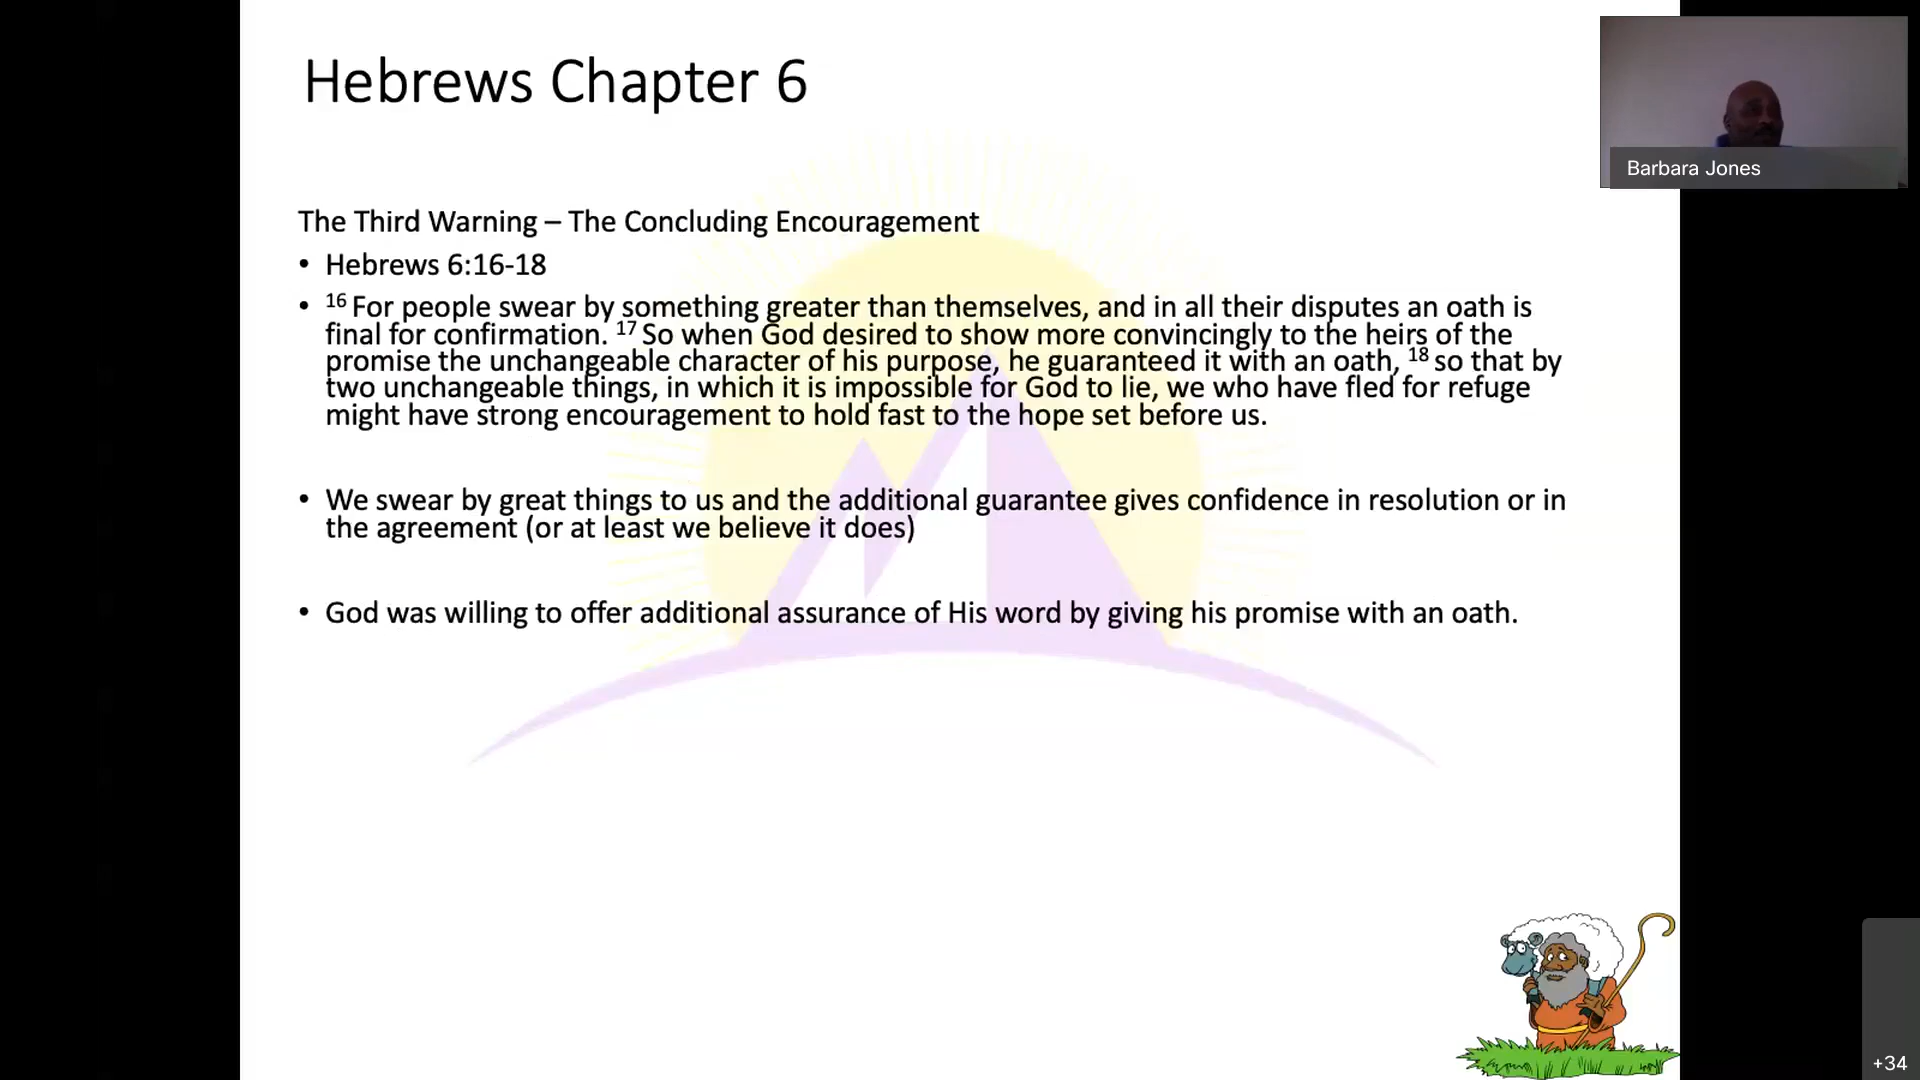 Hebrews Chapter 6
Barbara Jones
The Third Warning – The Concluding Encouragement
• Hebrews 6:16-18
• 16 For people swear by something greater than themselves, and in all their disputes an oath is
final for confirmation. 17 So when God desired to show more convincingly to the heirs of the
promise the unchangeable character of his purpose, he guaranteed it with an oath, 18 so that by
two unchangeable things, in which it is impossible for God to lie, we who have fled for refuge
might have strong encouragement to hold fast to the hope set before us.
• We swear by great things to us and the additional guarantee gives confidence in resolution or in
the agreement (or at least we believe it does)
• God was willing to offer additional assurance of His word by giving his promise with an oath.
+34